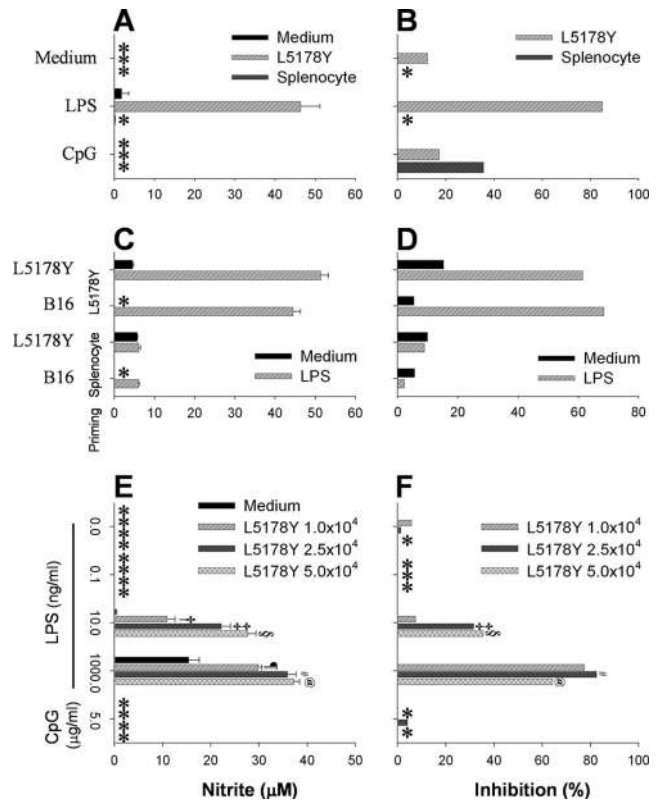 A
B
Medium
L5178Y
Splenocyte
L5178Y
Splenocyte
Medium
LPS
CpG
*
*
*
*
*
*
*
*
*
0 10 20 30 40 50
0 20 40 60 80 100
C
D
L5178Y
B16
L5178Y
B16
L5178Y
Splenocyte
Priming
*
*
Medium
LPS
Medium
LPS
0 10 20 30 40 50
0 20 40 60 80
E
F
Medium
L5178Y 1.0x10⁴
L5178Y 2.5x10⁴
L5178Y 5.0x10⁴
L5178Y 1.0x10⁴
L5178Y 2.5x10⁴
L5178Y 5.0x10⁴
LPS (ng/ml)
0.0
0.1
10.0
1000.0
CpG
(µg/ml)
5.0
0 10 20 30 40 50
0 20 40 60 80 100
Nitrite (µM)
Inhibition (%)